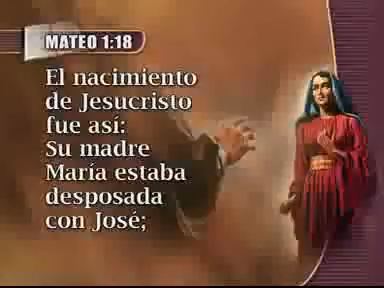 MATEO 1:18
El nacimiento
de Jesucristo
fue así:
Su madre
María estaba
desposada
con José;